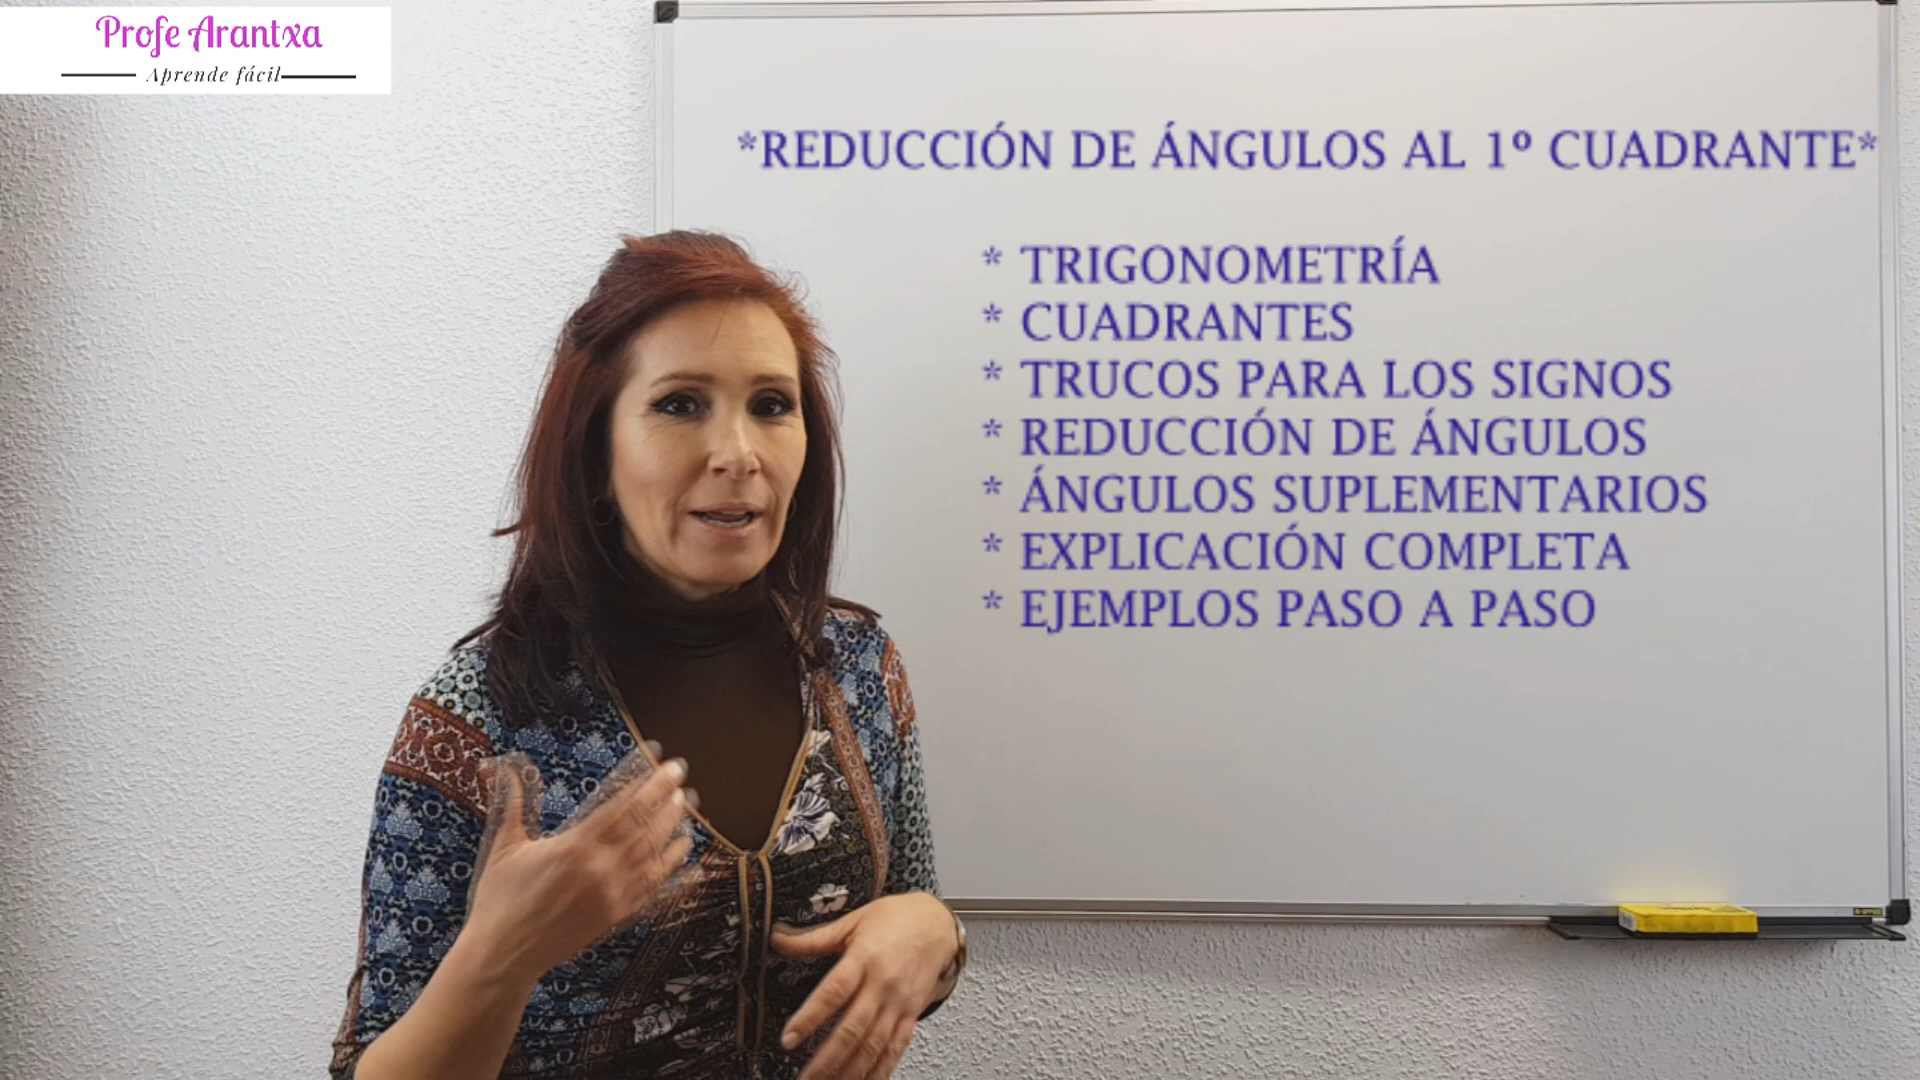 Profe Arantxa
Aprende fácil
*REDUCCIÓN DE ÁNGULOS AL 1º CUADRANTE*
* TRIGONOMETRÍA
* CUADRANTES
* TRUCOS PARA LOS SIGNOS
* REDUCCIÓN DE ÁNGULOS
* ÁNGULOS SUPLEMENTARIOS
* EXPLICACIÓN COMPLETA
* EJEMPLOS PASO A PASO